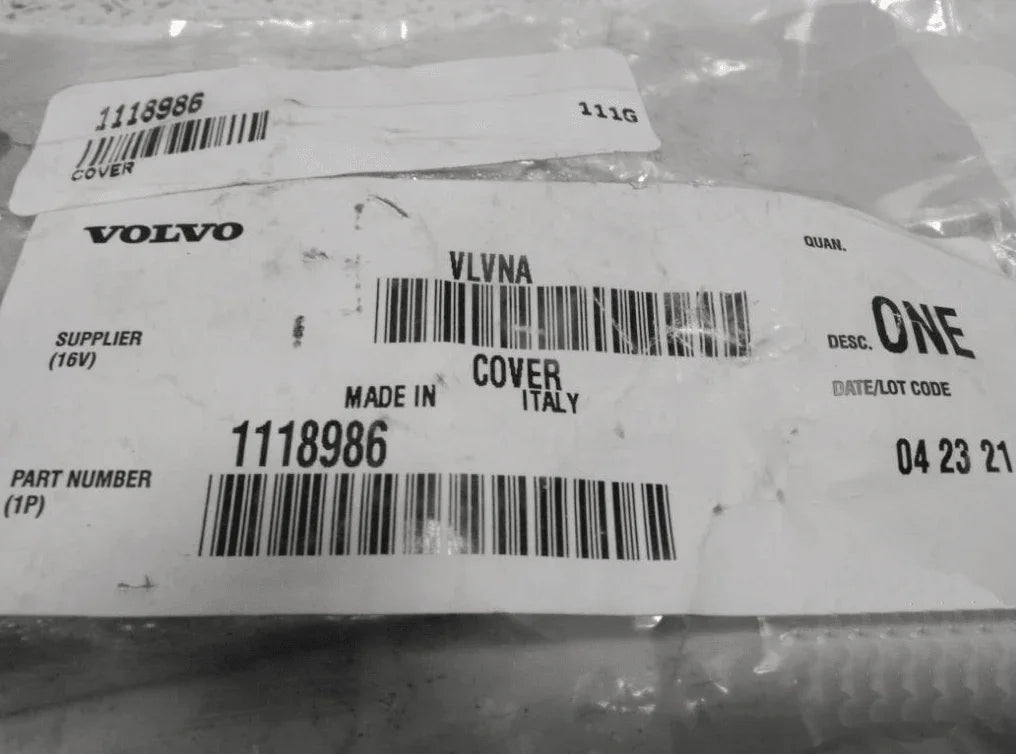 1118986
111G
COVER
VOLVO
QUAN.
VLVNA
ONE
SUPPLIER
(16V)
DESC.
COVER
MADE IN ITALY
DATE/LOT CODE
1118986
04 23 21
PART NUMBER
(1P)